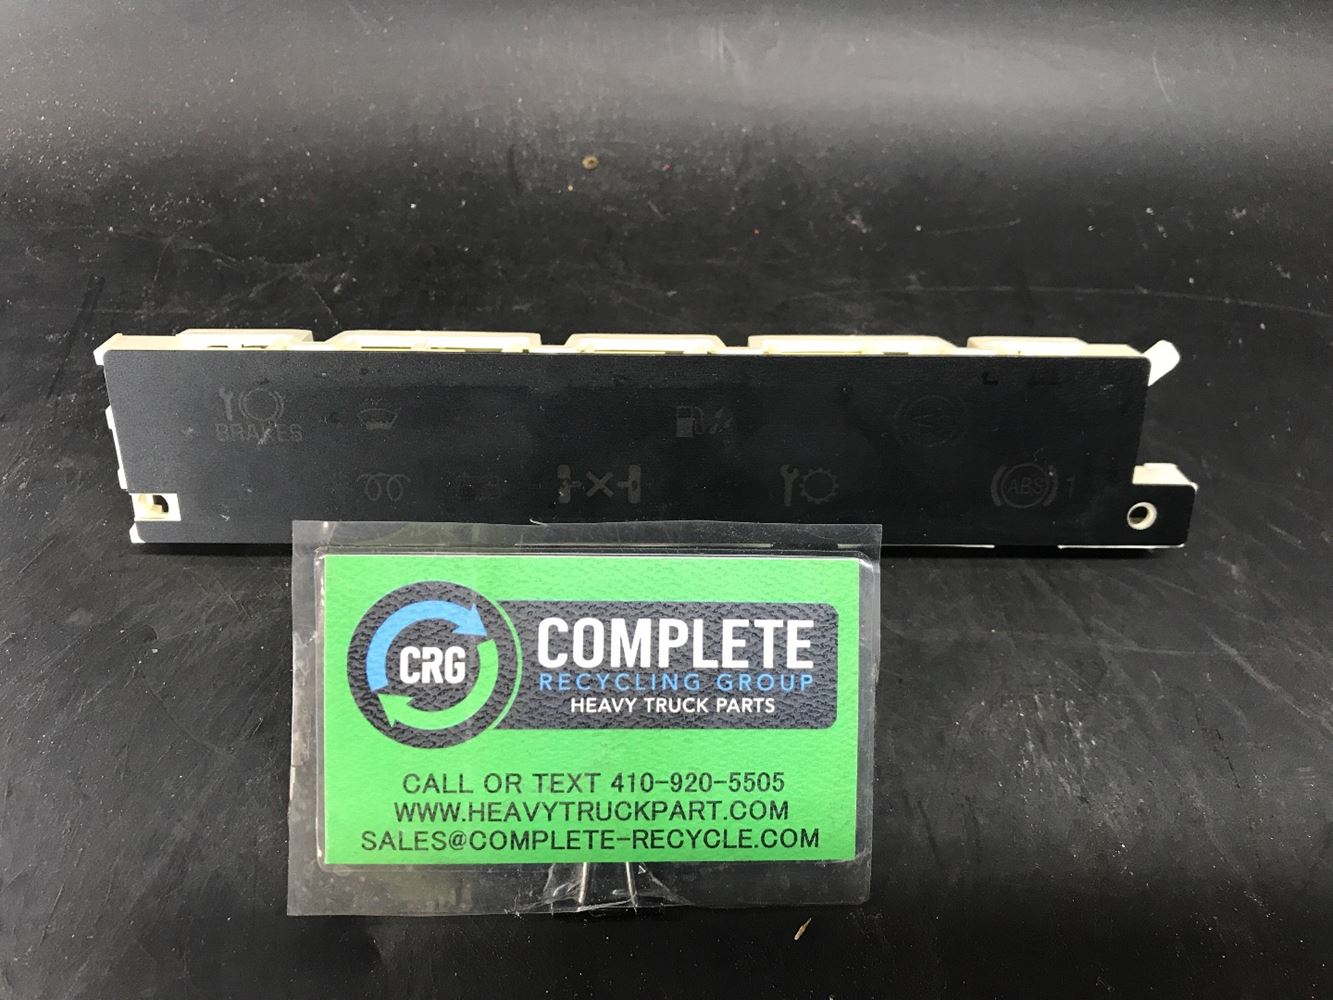 BRAKES
ABS 1
CRG
COMPLETE
RECYCLING GROUP
HEAVY TRUCK PARTS
CALL OR TEXT 410-920-5505
WWW.HEAVYTRUCKPART.COM
SALES@COMPLETE-RECYCLE.COM